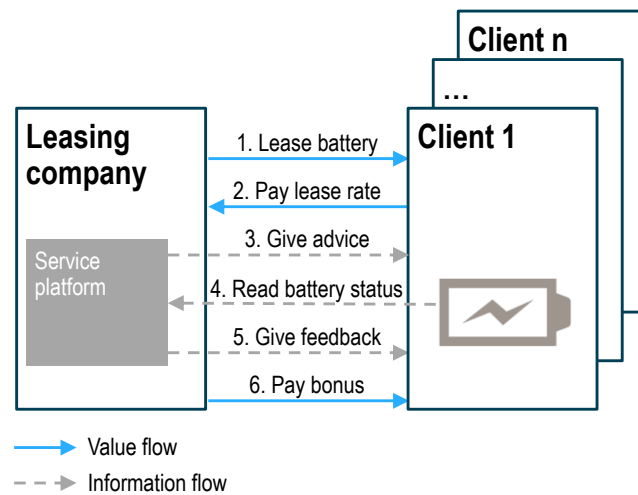 Client n
...
Leasing
company
Client 1
1. Lease battery
2. Pay lease rate
3. Give advice
Service
platform
4. Read battery status
5. Give feedback
6. Pay bonus
Value flow
Information flow